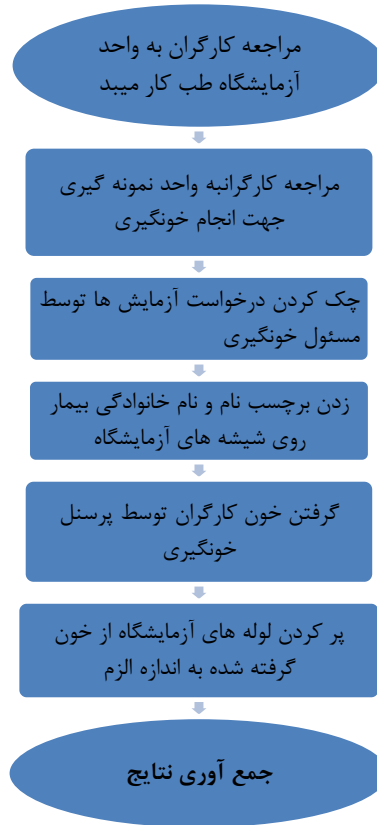 مراجعه کارگران به واحد
آزمایشگاه طب کار میبد
مراجعه کارگرانبه واحد نمونه گیری
جهت انجام خونگیری
چک کردن درخواست آزمایش ها توسط
مسئول خونگیری
زدن برچسب نام و نام خانوادگی بیمار
روی شیشه های آزمایشگاه
گرفتن خون کارگران توسط پرسنل
خونگیری
پر کردن لوله های آزمایشگاه از خون
گرفته شده به اندازه الزم
جمع آوری نتایج